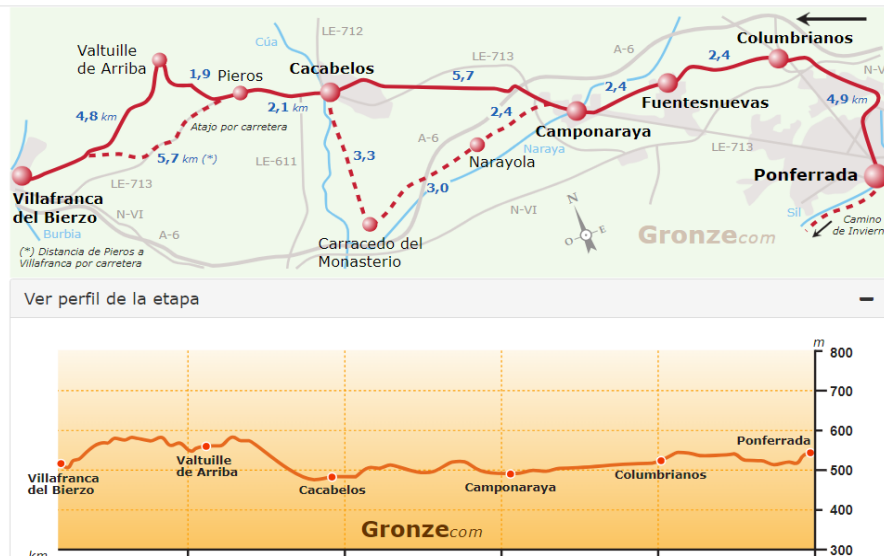 LE-712
Cúa
Valtuille
de Arriba
1,9
Pieros
Cacabelos
LE-713
5,7
A-6
2,4
Columbrianos
4,9 km
2,4
Fuentesnuevas
4,8 km
2,1 km
Atajo por carretera
2,4
Camponaraya
A-6
5,7 km (*)
3,3
Naraya
LE-713
LE-611
Narayola
LE-713
3,0
Ponferrada
Villafranca
del Bierzo
N-VI
N-VI
N
O
E
Sil
Camino
Burbia
A-6
(*) Distancia de Pieros a
Villafranca por carretera
Carracedo del
Monasterio
Gronze.com
Ver perfil de la etapa
m
800
700
600
500
400
300
Ponferrada
Valtuille
de Arriba
Villafranca
del Bierzo
Cacabelos
Camponaraya
Columbrianos
Gronze.com
km